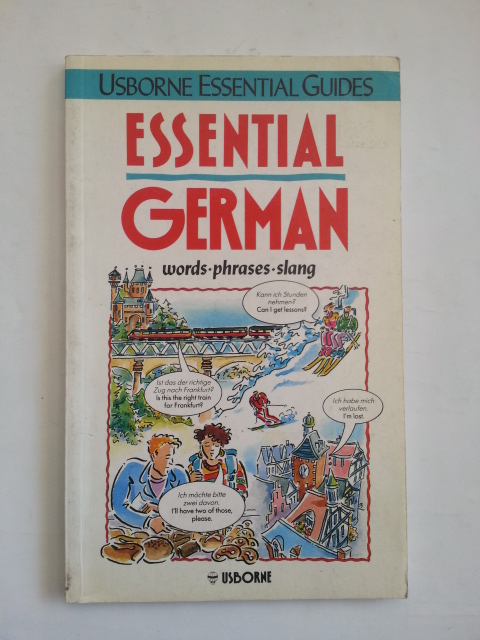 USBORNE ESSENTIAL GUIDES
ESSENTIAL
GERMAN
words·phrases·slang
Kann ich Stunden
nehmen?
Can I get lessons?
Ist das der richtige
Zug nach Frankfurt?
Is this the right train
for Frankfurt?
Ich habe mich
verlaufen.
I'm lost.
Ich möchte bitte
zwei davon.
I'll have two of those,
please.
USBORNE